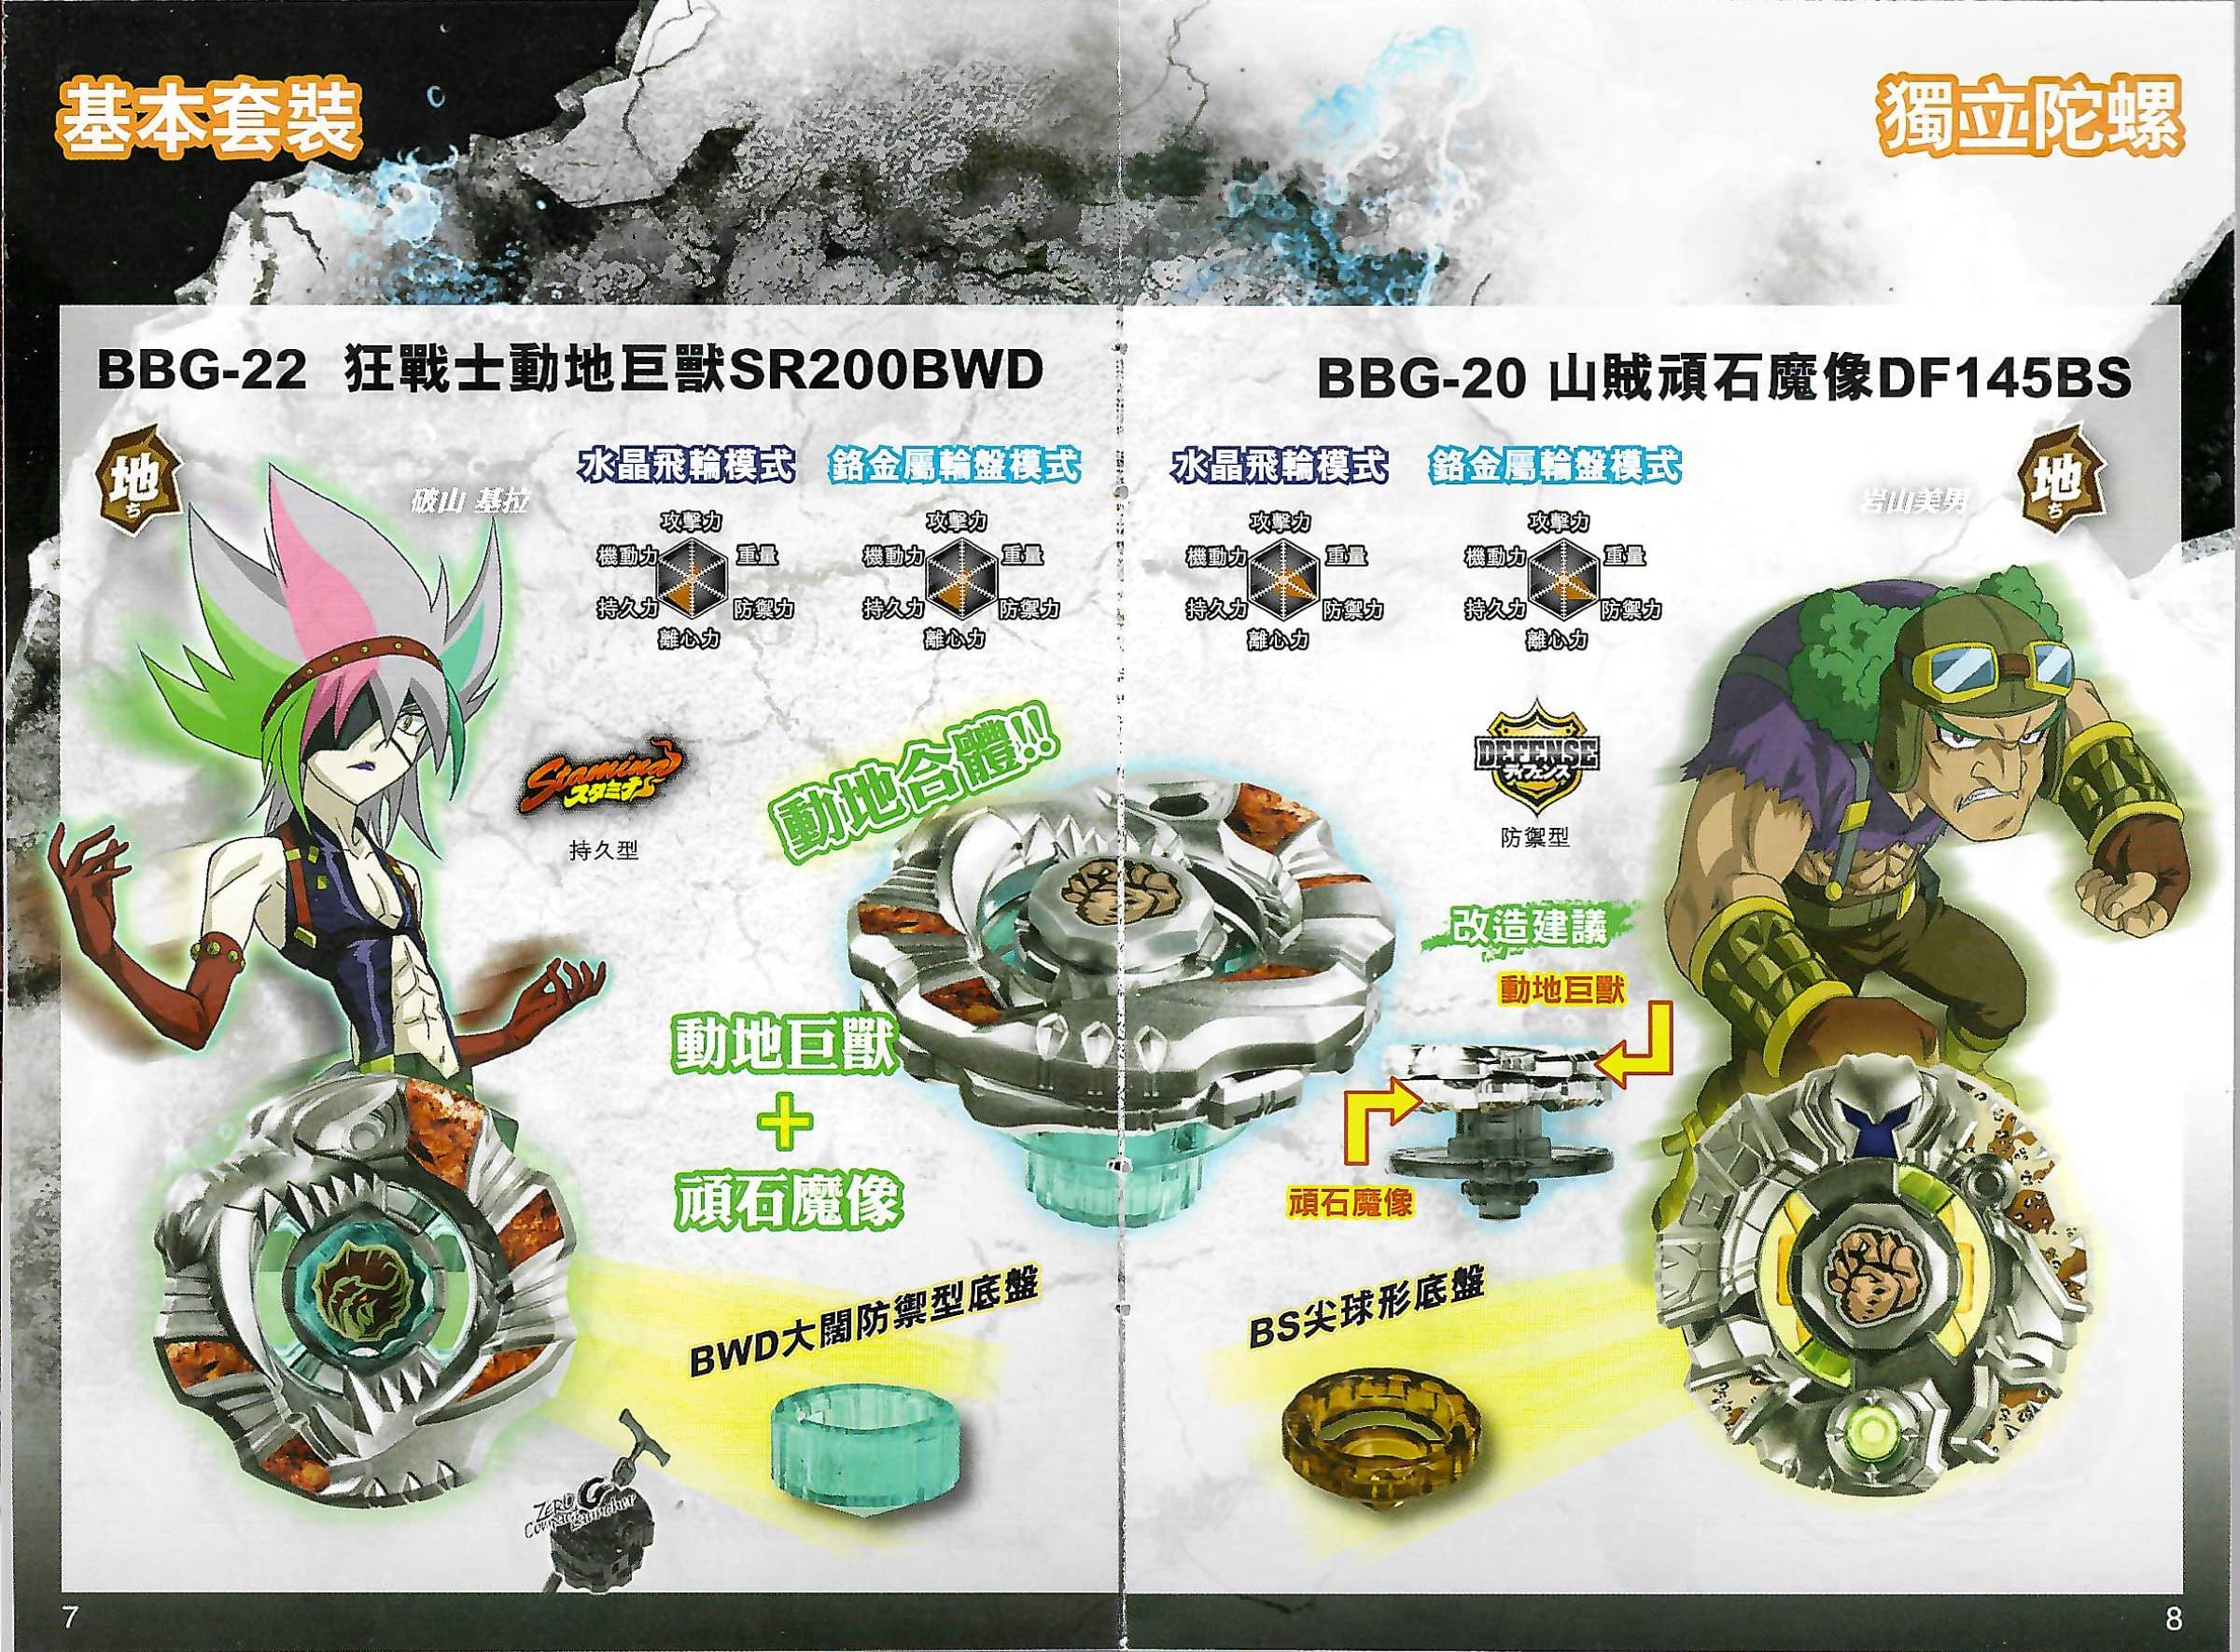 基本套裝
BBG-22 狂戰士動地巨獸SR200BWD
地
ち
破山 基拉
水晶飛輪模式
鉻金屬輪盤模式
攻擊力
機動力
重量
持久力
防禦力
離心力
攻擊力
機動力
重量
持久力
防禦力
離心力
Stamina
スタミナ
持久型
動地合體!!
動地巨獸
+
頑石魔像
BWD大闊防禦型底盤
ZERO G
Compact Launcher
7
獨立陀螺
BBG-20 山賊頑石魔像DF145BS
水晶飛輪模式
鉻金屬輪盤模式
岩山美男
地
ち
攻擊力
機動力
重量
持久力
防禦力
離心力
攻擊力
機動力
重量
持久力
防禦力
離心力
DEFENSE
ディフェンス
防禦型
改造建議
動地巨獸
頑石魔像
BS尖球形底盤
8